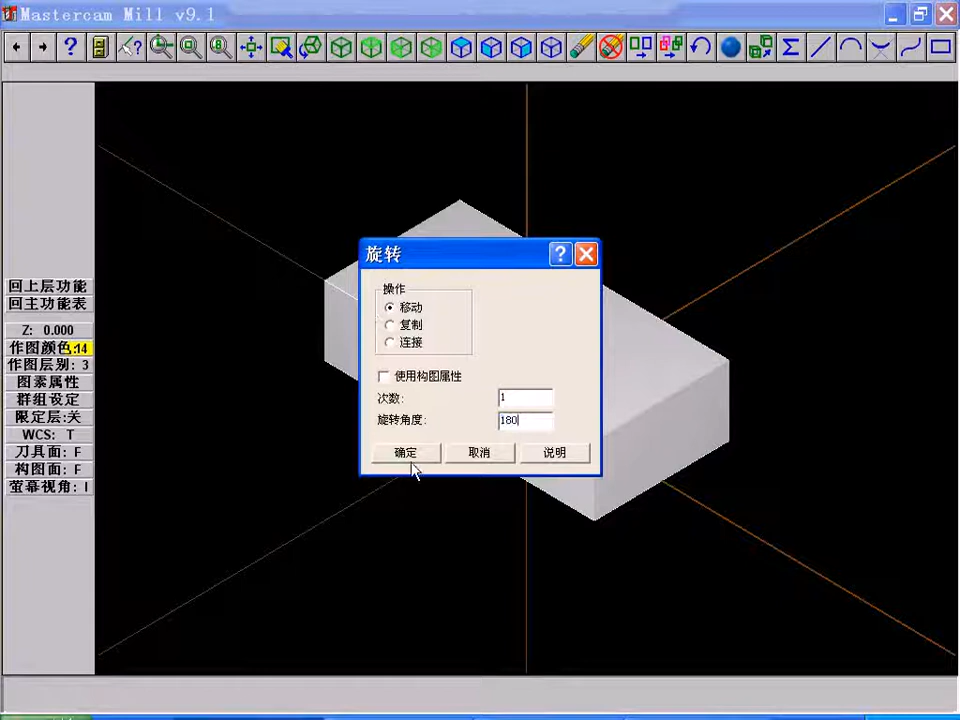 Mastercam Mill v9.1
回上层功能
回主功能表
Z: 0.000
作图颜色:14
作图层别: 3
图素属性
群组设定
限定层:关
WCS: T
刀具面: F
构图面: F
萤幕视角: I
旋转
操作
移动
复制
连接
使用构图属性
次数: 1
旋转角度: 180
确定 取消 说明